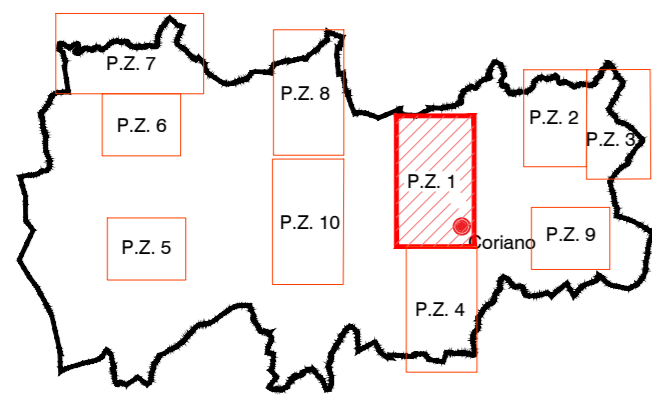 P.Z. 7
P.Z. 8
P.Z. 2
P.Z. 6
P.Z. 3
P.Z. 1
P.Z. 10
P.Z. 9
P.Z. 5
Coriano
P.Z. 4